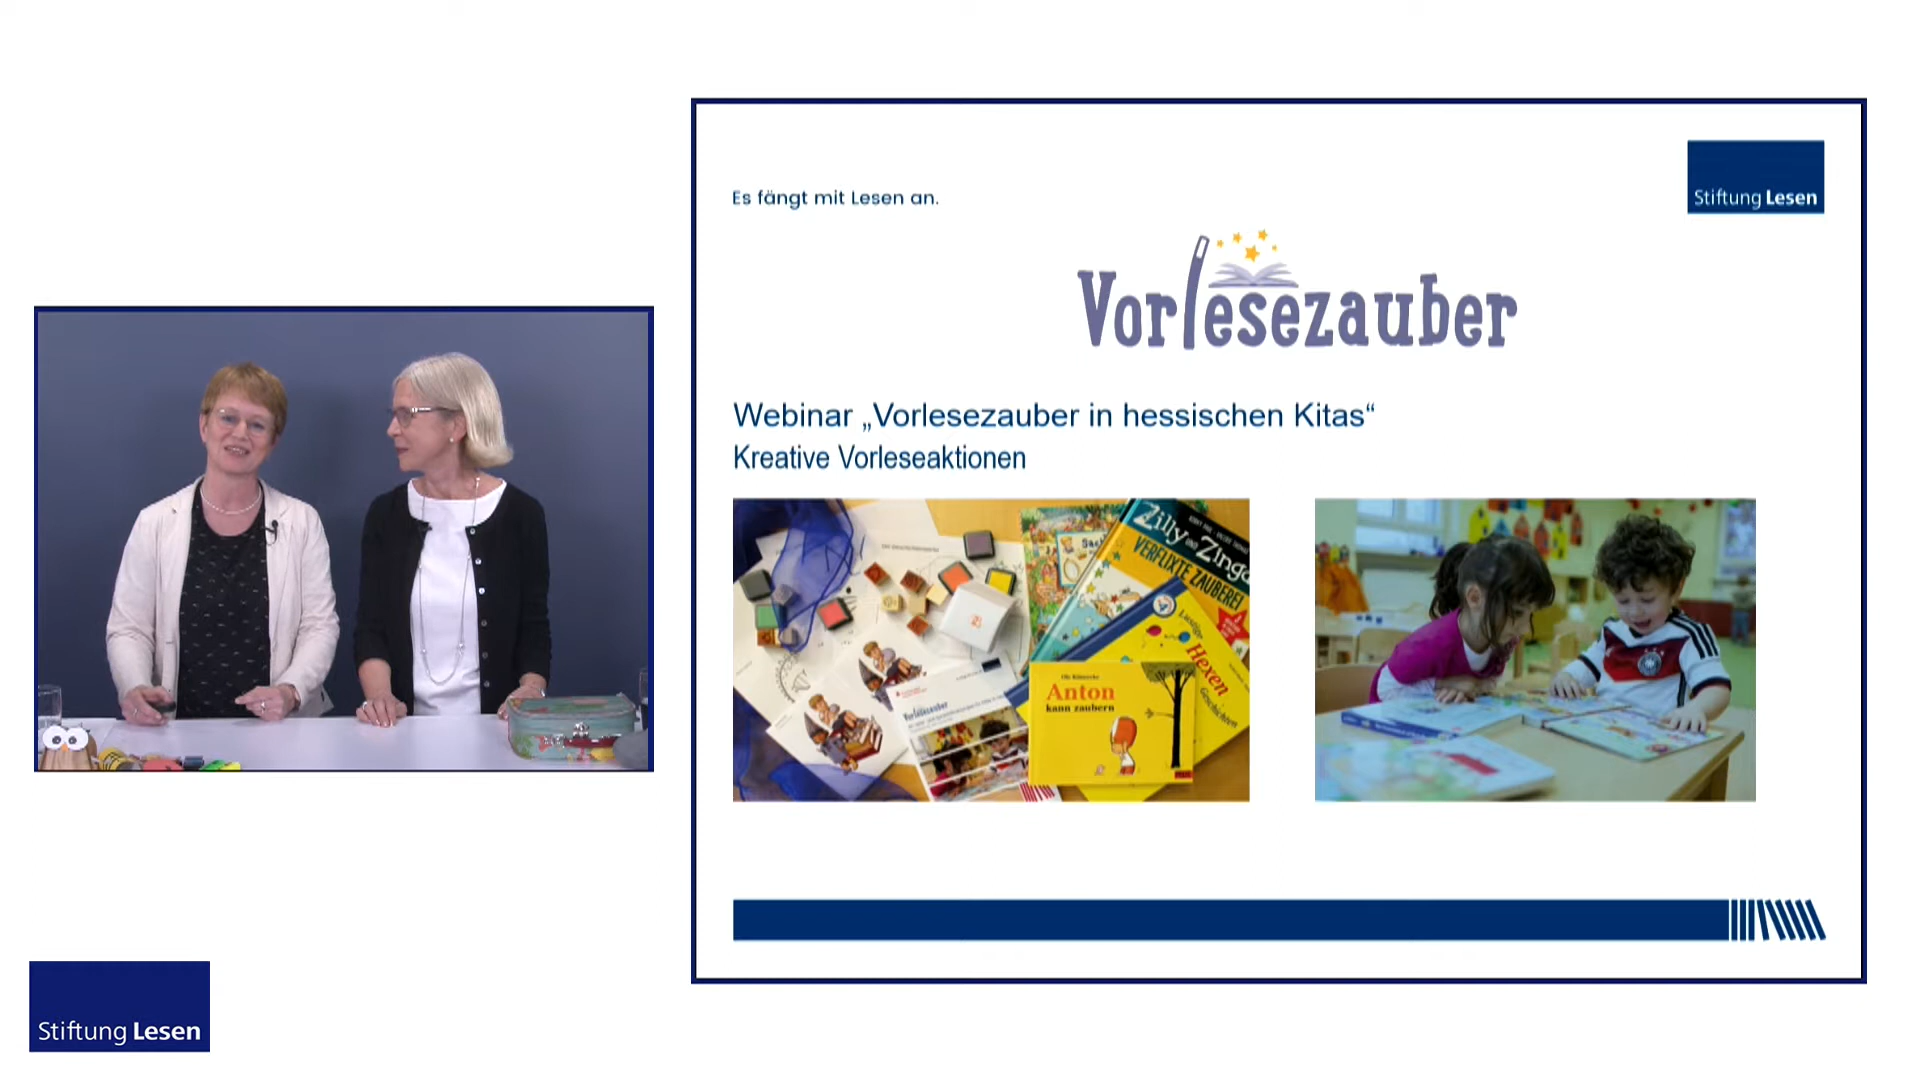 Es fängt mit Lesen an.
Stiftung Lesen
Vorlesezauber
Webinar „Vorlesezauber in hessischen Kitas“
Kreative Vorleseaktionen
Zilly und Zingaro
VERFLIXTE ZAUBEREI
Lustige
Hexen
Geschichten
Anton
kann zaubern
Vorlesezauber
Stiftung Lesen